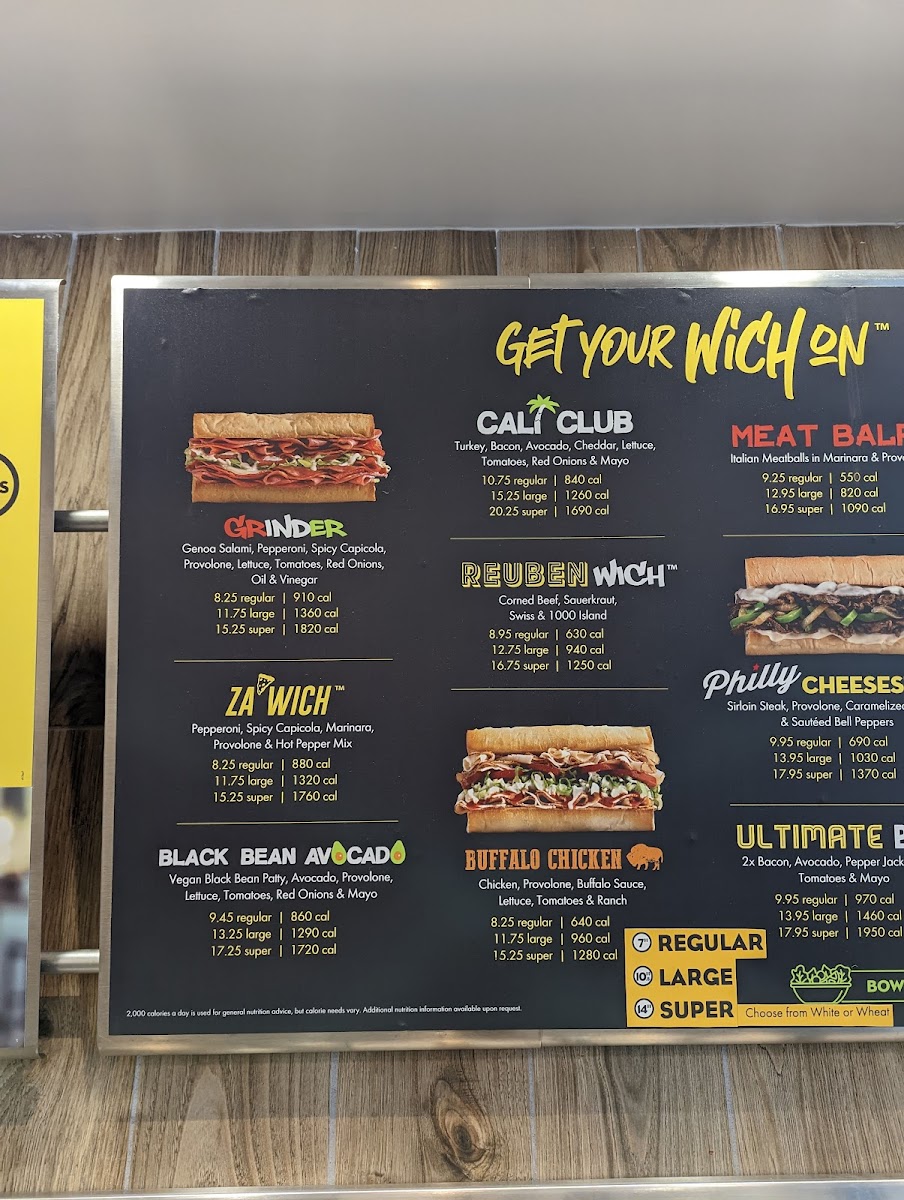 S
GET YOUR WICH ON™
GRINDER
Genoa Salami, Pepperoni, Spicy Capicola,
Provolone, Lettuce, Tomatoes, Red Onions,
Oil & Vinegar
8.25 regular | 910 cal
11.75 large | 1360 cal
15.25 super | 1820 cal
ZA'WICH™
Pepperoni, Spicy Capicola, Marinara,
Provolone & Hot Pepper Mix
8.25 regular | 880 cal
11.75 large | 1320 cal
15.25 super | 1760 cal
BLACK BEAN AVOCADO
Vegan Black Bean Patty, Avocado, Provolone,
Lettuce, Tomatoes, Red Onions & Mayo
9.45 regular | 860 cal
13.25 large | 1290 cal
17.25 super | 1720 cal
2,000 calories a day is used for general nutrition advice, but calorie needs vary. Additional nutrition information available upon request.
CALI CLUB
Turkey, Bacon, Avocado, Cheddar, Lettuce,
Tomatoes, Red Onions & Mayo
10.75 regular | 840 cal
15.25 large | 1260 cal
20.25 super | 1690 cal
REUBEN WICH™
Corned Beef, Sauerkraut,
Swiss & 1000 Island
8.95 regular | 630 cal
12.75 large | 940 cal
16.75 super | 1250 cal
BUFFALO CHICKEN
Chicken, Provolone, Buffalo Sauce,
Lettuce, Tomatoes & Ranch
8.25 regular | 640 cal
11.75 large | 960 cal
15.25 super | 1280 cal
MEAT BAL
Italian Meatballs in Marinara & Prov
9.25 regular | 550 cal
12.95 large | 820 cal
16.95 super | 1090 cal
Philly CHEESES
Sirloin Steak, Provolone, Caramelize
& Sautéed Bell Peppers
9.95 regular | 690 cal
13.95 large | 1030 cal
17.95 super | 1370 cal
ULTIMATE B
2x Bacon, Avocado, Pepper Jack
Tomatoes & Mayo
9.95 regular | 970 cal
13.95 large | 1460 cal
17.95 super | 1950 cal
7" REGULAR
10" LARGE
14" SUPER
BOW
Choose from White or Wheat